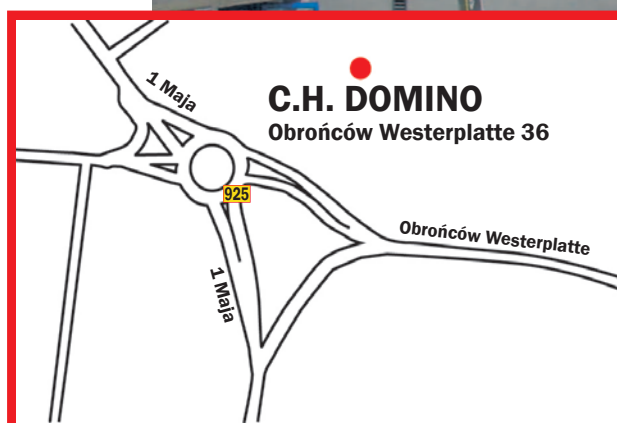 1 Maja
C.H. DOMINO
Obrońców Westerplatte 36
925
Obrońców Westerplatte
1 Maja